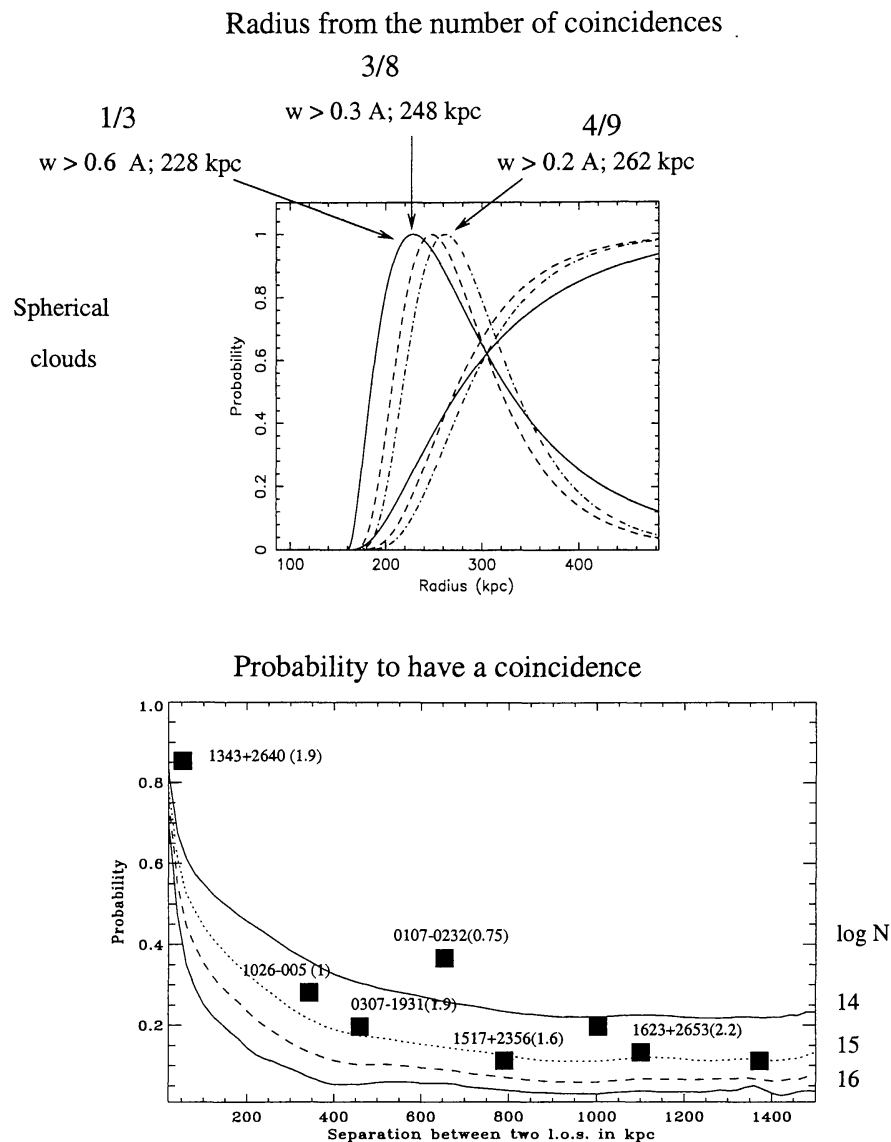 Radius from the number of coincidences
3/8
1/3
w > 0.3 A; 248 kpc
4/9
w > 0.6 A; 228 kpc
w > 0.2 A; 262 kpc
Spherical
clouds
Probability
1
0.8
0.6
0.4
0.2
0
100
200
300
400
Radius (kpc)
Probability to have a coincidence
Probability
1.0
0.8
0.6
0.4
0.2
1343+2640 (1.9)
0107-0232(0.75)
1026-005 (1)
0307-1931(1.9)
1517+2356(1.6)
1623+2653(2.2)
log N
14
15
16
200
400
600
800
1000
1200
1400
Separation between two l.o.s. in kpc